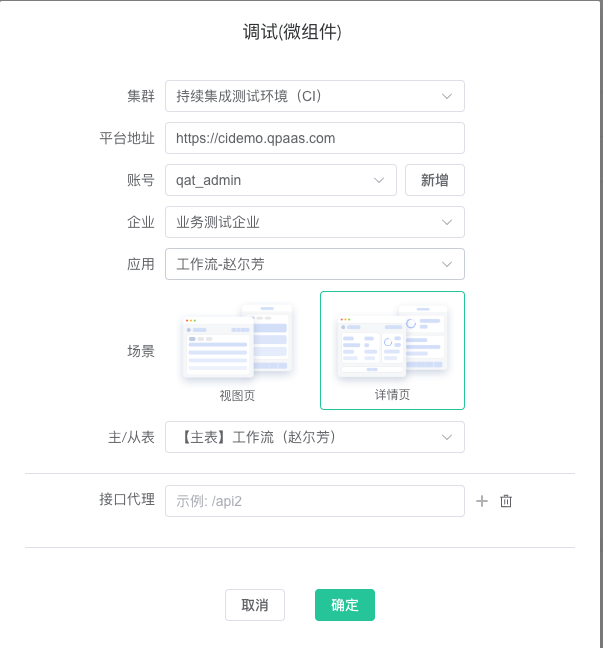 调试(微组件)
集群 持续集成测试环境（CI）
平台地址 https://cidemo.qpaas.com
账号 qat_admin 新增
企业 业务测试企业
应用 工作流-赵尔芳
场景 视图页 详情页
主/从表 【主表】工作流（赵尔芳）
接口代理 示例: /api2
取消 确定